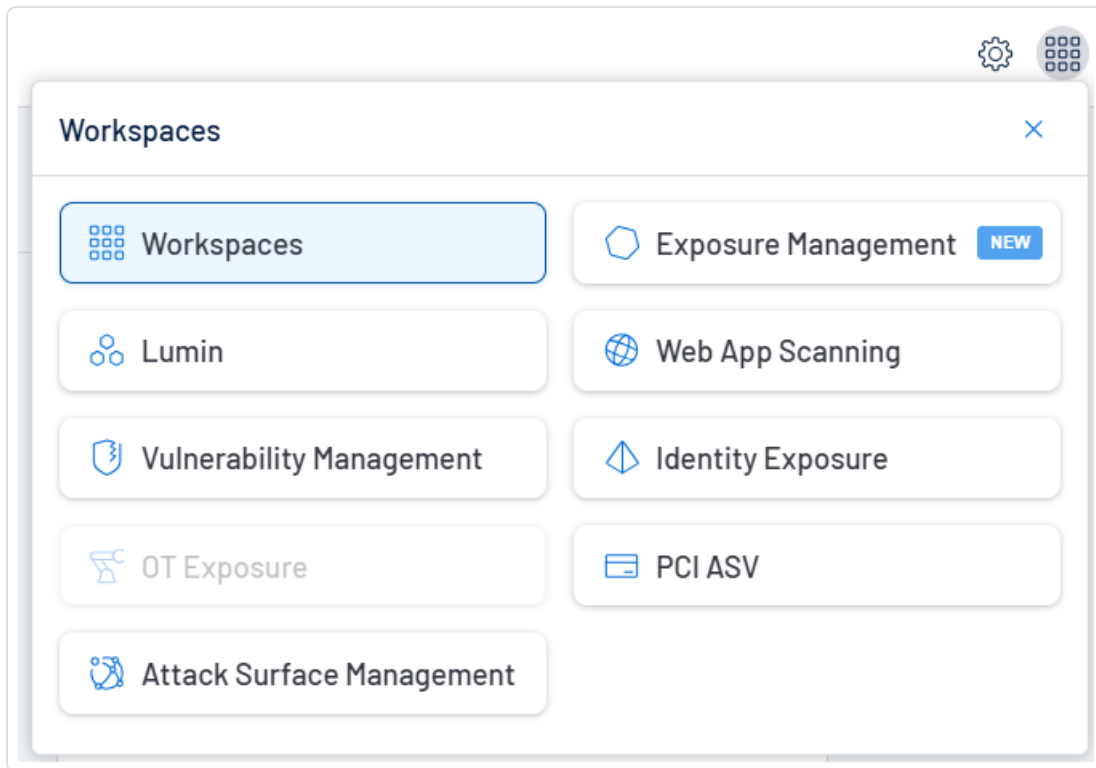 Workspaces
Workspaces
Exposure Management NEW
Lumin
Web App Scanning
Vulnerability Management
Identity Exposure
OT Exposure
PCI ASV
Attack Surface Management